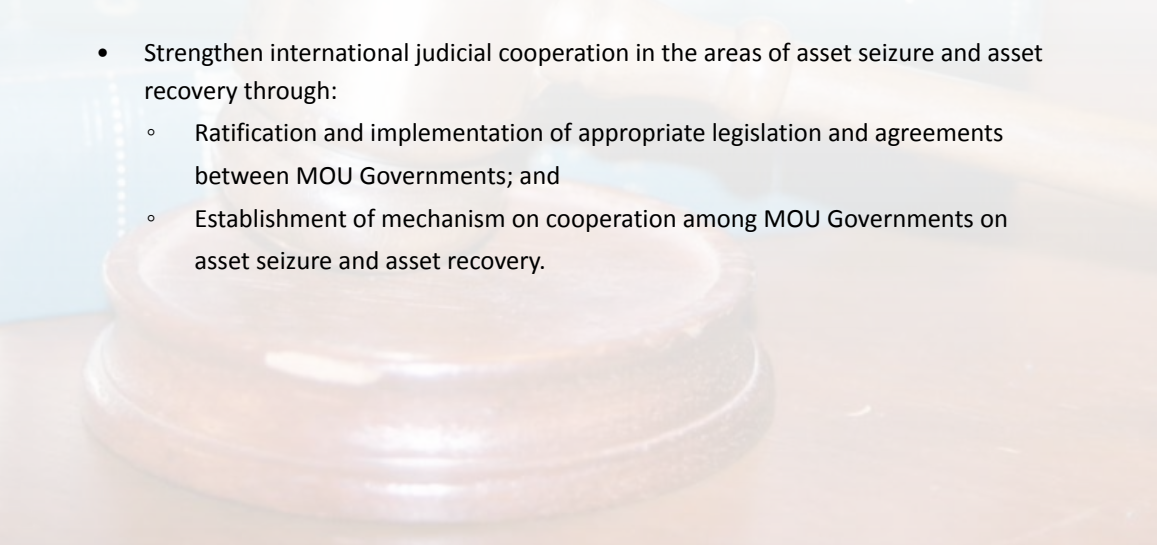 • Strengthen international judicial cooperation in the areas of asset seizure and asset
recovery through:
◦ Ratification and implementation of appropriate legislation and agreements
between MOU Governments; and
◦ Establishment of mechanism on cooperation among MOU Governments on
asset seizure and asset recovery.